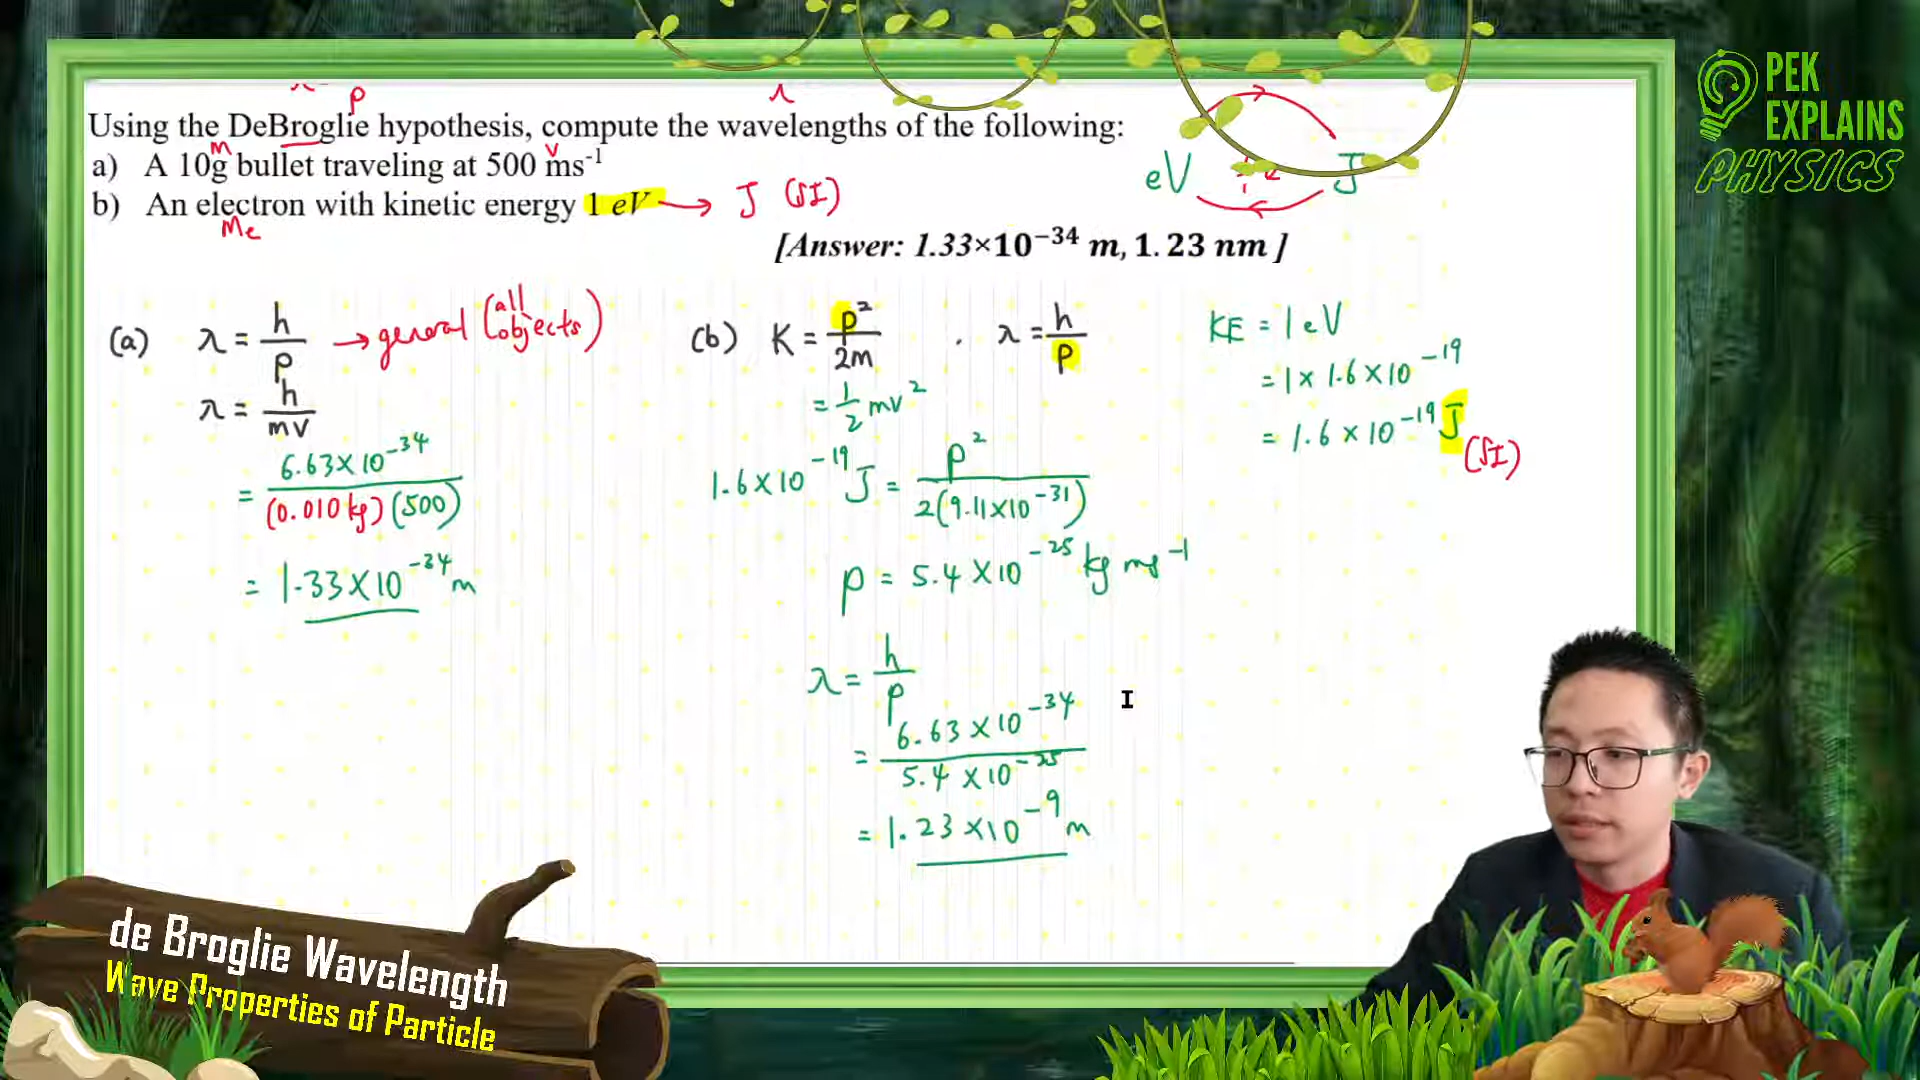 PEK
EXPLAINS
PHYSICS
p
λ
Using the DeBroglie hypothesis, compute the wavelengths of the following:
m
v
a) A 10g bullet traveling at 500 ms⁻¹
b) An electron with kinetic energy 1 eV → J (SI)
Me
eV J
[Answer: 1.33×10⁻³⁴ m, 1.23 nm ]
(a) λ = h/p → general (all objects)
λ = h/mv
= 6.63×10⁻³⁴/(0.010 kg)(500)
= 1.33×10⁻³⁴ m
(b) K = p²/2m , λ = h/p
= 1/2 mv²
1.6×10⁻¹⁹ J = p²/2(9.11×10⁻³¹)
p = 5.4×10⁻²⁵ kg ms⁻¹
λ = h/p
= 6.63×10⁻³⁴/5.4×10⁻²⁵
= 1.23×10⁻⁹ m
KE = 1 eV
= 1 × 1.6×10⁻¹⁹
= 1.6×10⁻¹⁹ J
(SI)
de Broglie Wavelength
Wave Properties of Particle